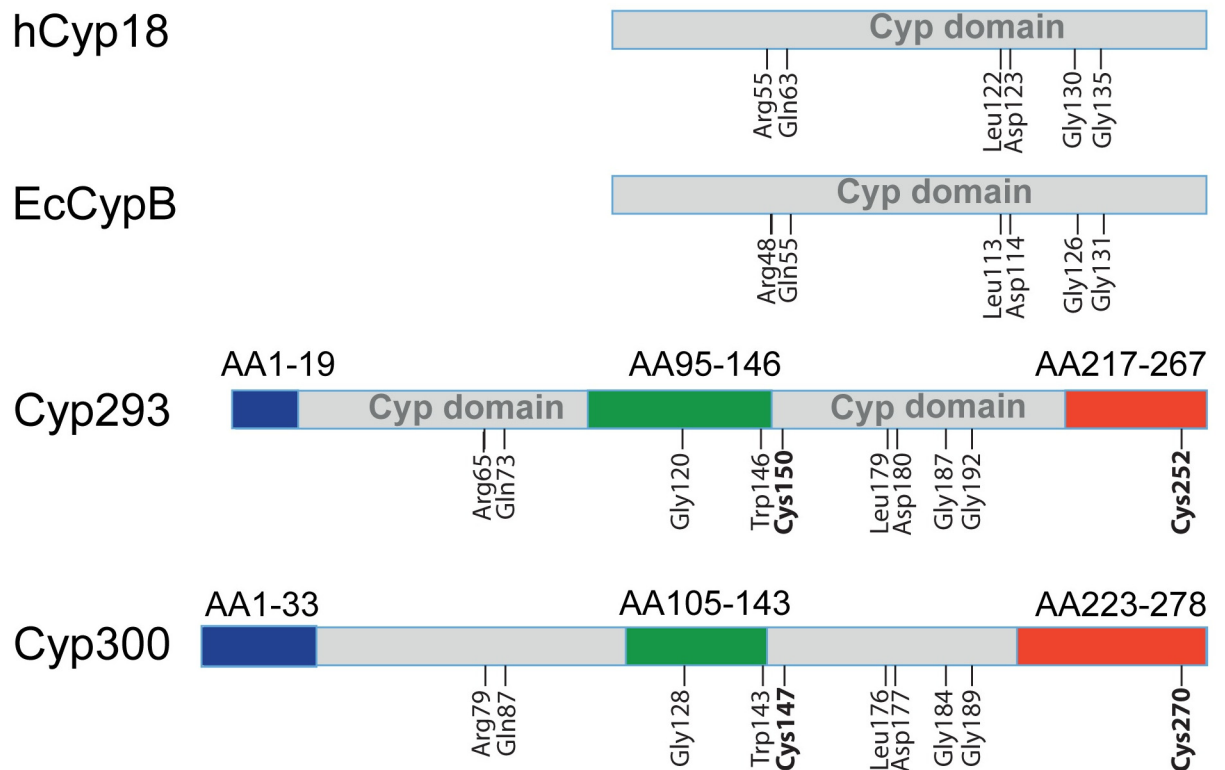 hCyp18
Cyp domain
Arg55
Gln63
Leu122
Asp123
Gly130
Gly135
EcCypB
Cyp domain
Arg48
Gln55
Leu113
Asp114
Gly126
Gly131
AA1-19
AA95-146
AA217-267
Cyp293
Cyp domain
Cyp domain
Arg65
Gln73
Gly120
Trp146
Cys150
Leu179
Asp180
Gly187
Gly192
Cys252
AA1-33
AA105-143
AA223-278
Cyp300
Arg79
Gln87
Gly128
Trp143
Cys147
Leu176
Asp177
Gly184
Gly189
Cys270